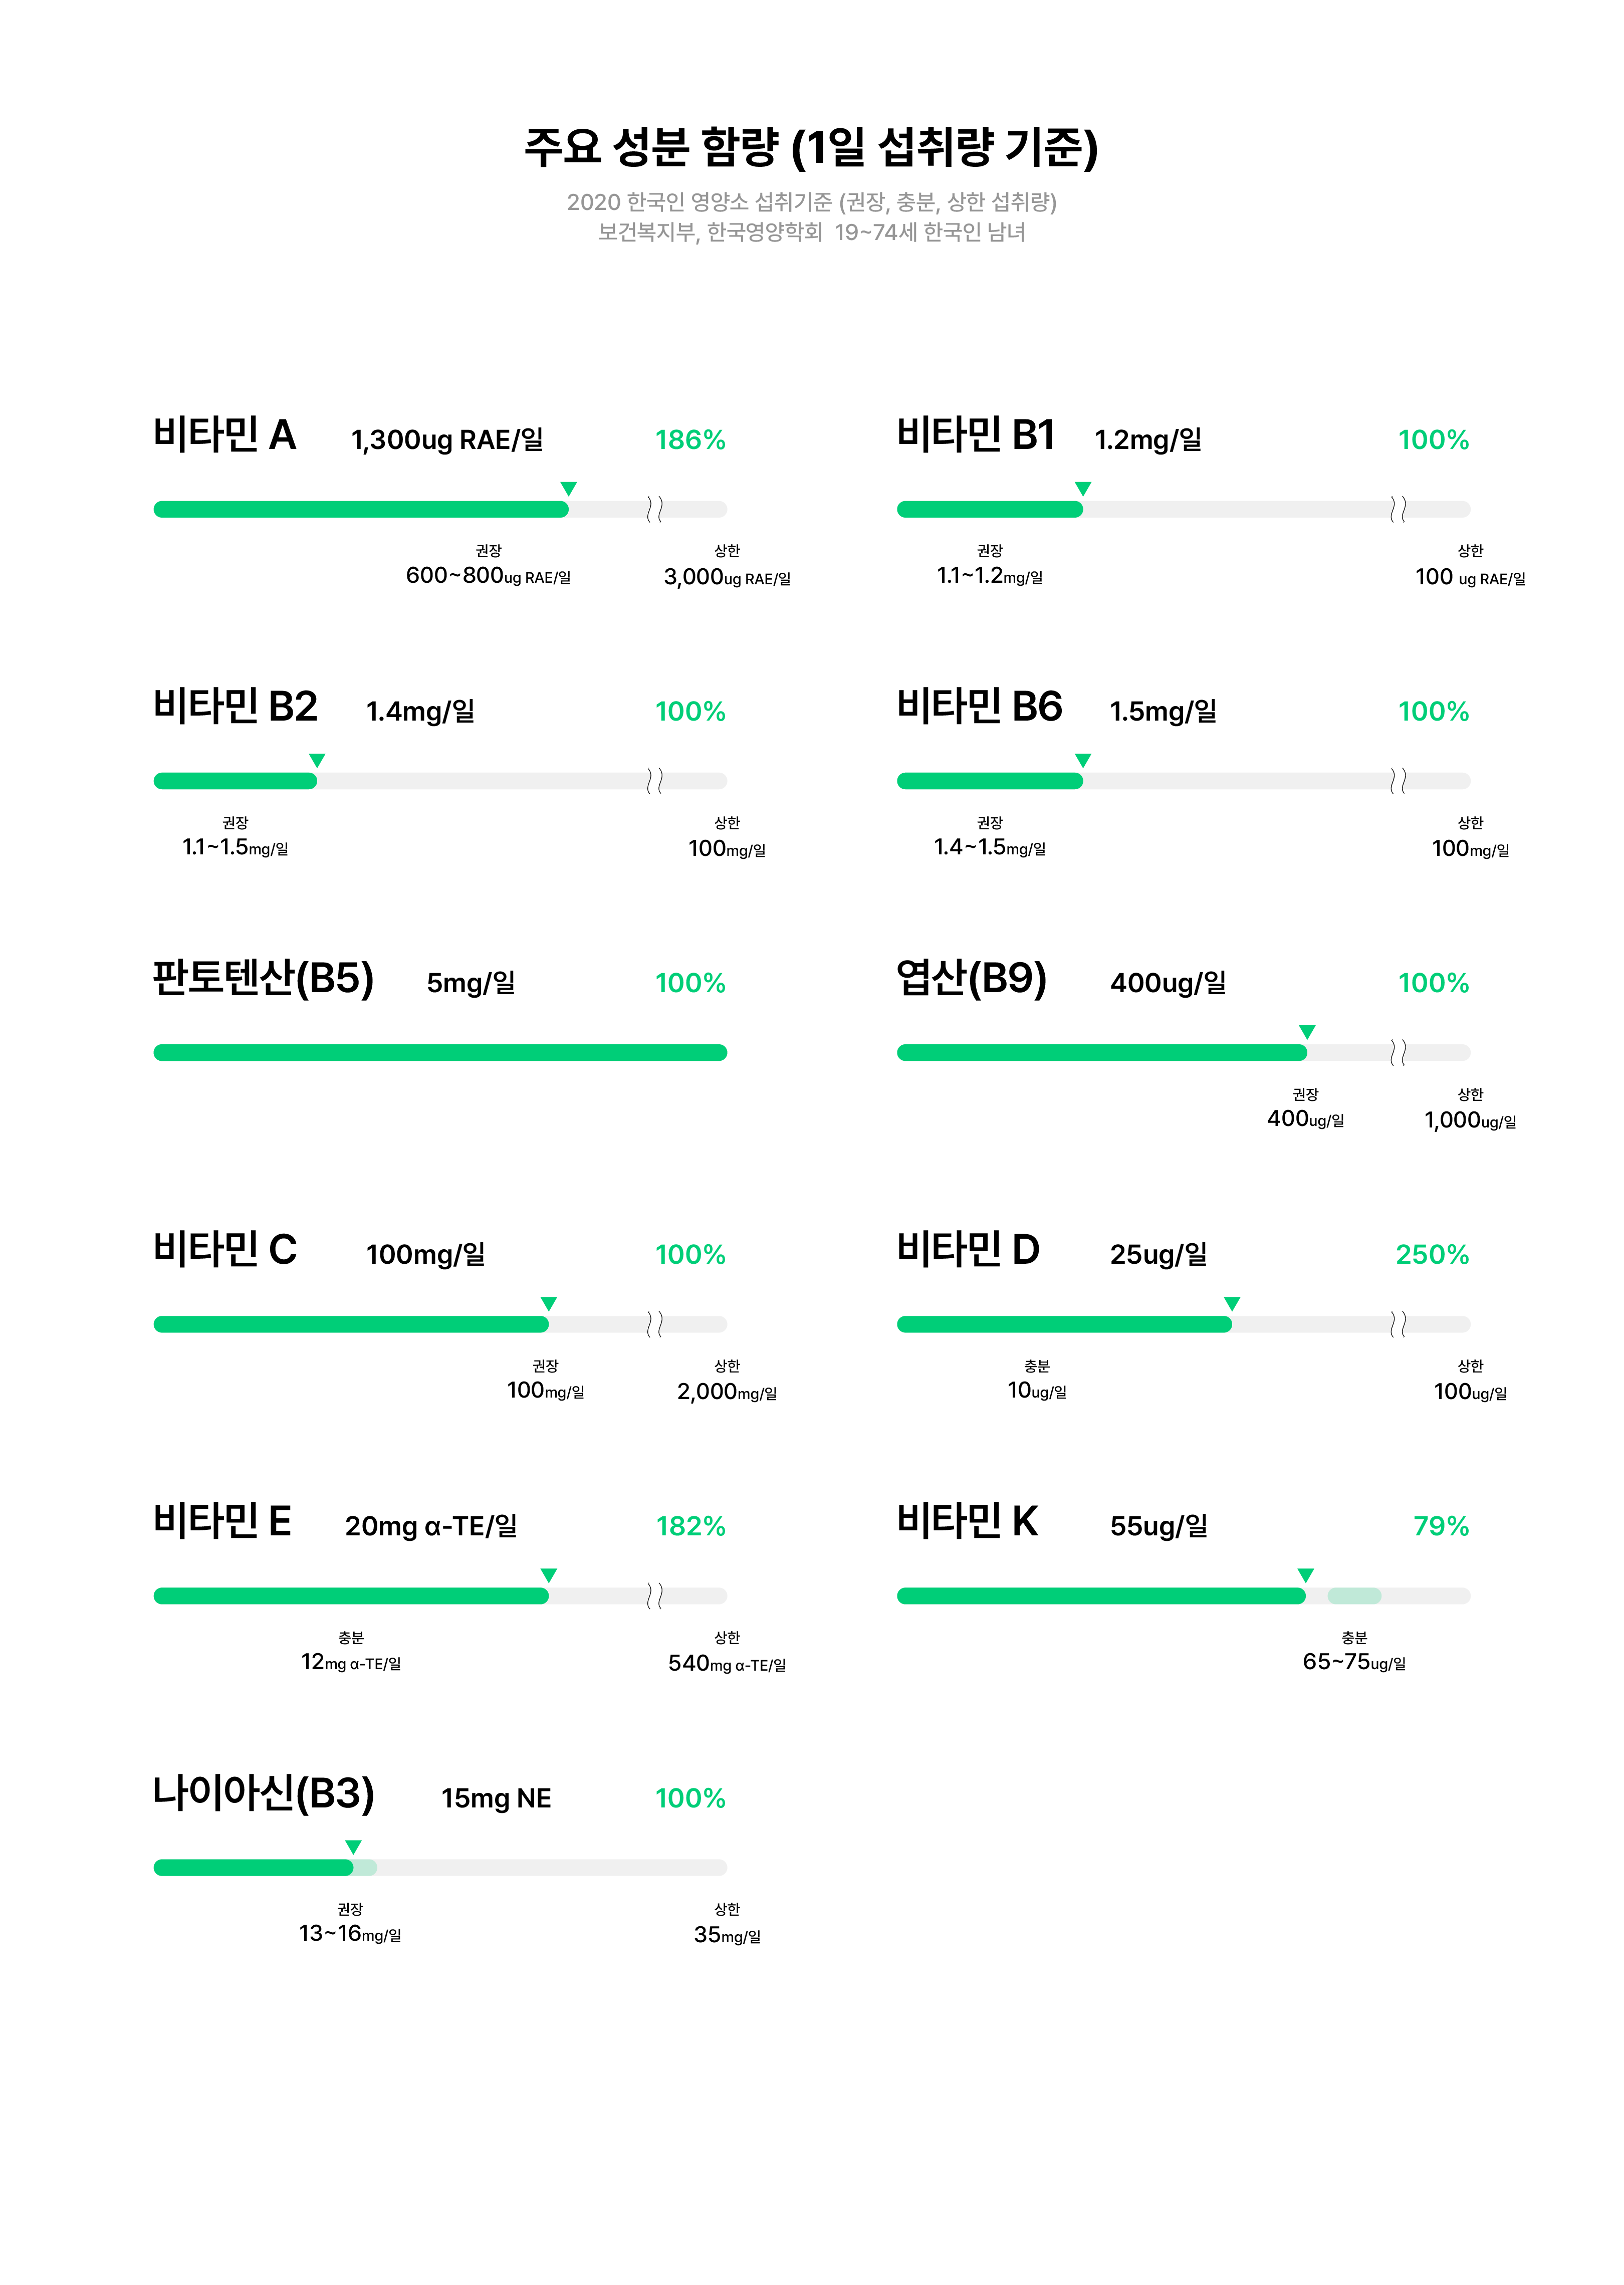 주요 성분 함량 (1일 섭취량 기준)
2020 한국인 영양소 섭취기준 (권장, 충분, 상한 섭취량)
보건복지부, 한국영양학회 19~74세 한국인 남녀
비타민 A 1,300ug RAE/일 186%
권장 상한
600~800ug RAE/일 3,000ug RAE/일
비타민 B1 1.2mg/일 100%
권장 상한
1.1~1.2mg/일 100 ug RAE/일
비타민 B2 1.4mg/일 100%
권장 상한
1.1~1.5mg/일 100mg/일
비타민 B6 1.5mg/일 100%
권장 상한
1.4~1.5mg/일 100mg/일
판토텐산(B5) 5mg/일 100%
엽산(B9) 400ug/일 100%
권장 상한
400ug/일 1,000ug/일
비타민 C 100mg/일 100%
권장 상한
100mg/일 2,000mg/일
비타민 D 25ug/일 250%
충분 상한
10ug/일 100ug/일
비타민 E 20mg α-TE/일 182%
충분 상한
12mg α-TE/일 540mg α-TE/일
비타민 K 55ug/일 79%
충분
65~75ug/일
나이아신(B3) 15mg NE 100%
권장 상한
13~16mg/일 35mg/일